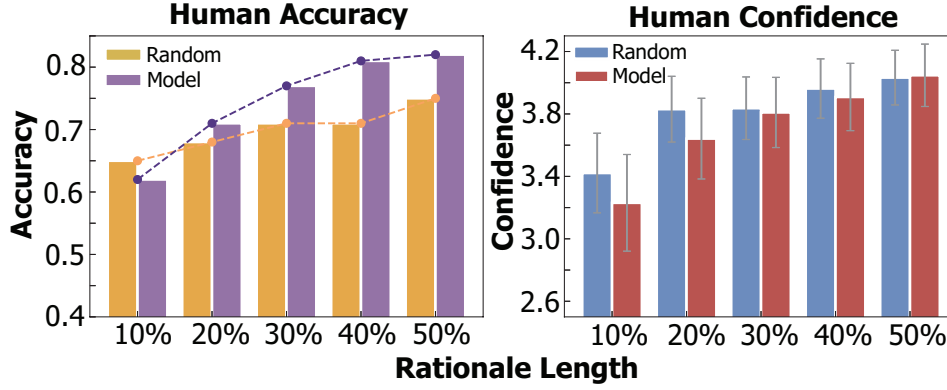 Human Accuracy
Accuracy
0.8
0.7
0.6
0.5
0.4
Random
Model
10% 20% 30% 40% 50%
Human Confidence
Confidence
4.2
3.8
3.4
3.0
2.6
Random
Model
10% 20% 30% 40% 50%
Rationale Length